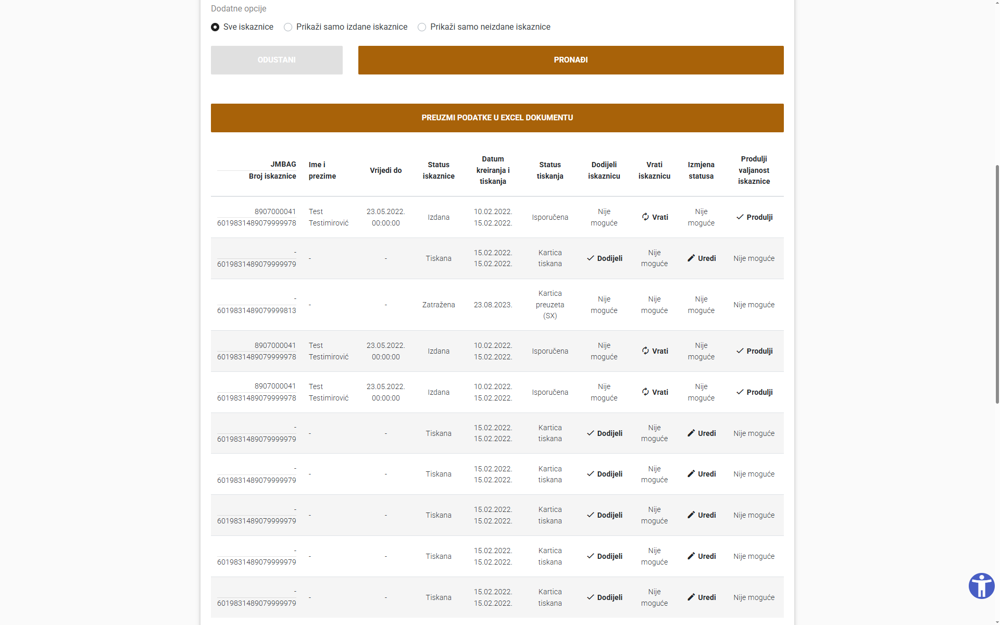 Dodatne opcije
Sve iskaznice Prikaži samo izdane iskaznice Prikaži samo neizdane iskaznice
ODUSTANI PRONAĐI
PREUZMI PODATKE U EXCEL DOKUMENTU
JMBAG Broj iskaznice Ime i prezime Vrijedi do Status iskaznice Datum kreiranja i tiskanja Status tiskanja Dodijeli iskaznicu Vrati iskaznicu Izmjena statusa Produlji valjanost iskaznice
8907000041 6019831489079999978 Test Testimirović 23.05.2022. 00:00:00 Izdana 10.02.2022. 15.02.2022. Isporučena Nije moguće Vrati Nije moguće Produlji
- 6019831489079999979 - - Tiskana 15.02.2022. 15.02.2022. Kartica tiskana Dodijeli Nije moguće Uredi Nije moguće
- 6019831489079999813 - - Zatražena 23.08.2023. Kartica preuzeta (SX) Nije moguće Nije moguće Nije moguće Nije moguće
8907000041 6019831489079999978 Test Testimirović 23.05.2022. 00:00:00 Izdana 10.02.2022. 15.02.2022. Isporučena Nije moguće Vrati Nije moguće Produlji
8907000041 6019831489079999978 Test Testimirović 23.05.2022. 00:00:00 Izdana 10.02.2022. 15.02.2022. Isporučena Nije moguće Vrati Nije moguće Produlji
- 6019831489079999979 - - Tiskana 15.02.2022. 15.02.2022. Kartica tiskana Dodijeli Nije moguće Uredi Nije moguće
- 6019831489079999979 - - Tiskana 15.02.2022. 15.02.2022. Kartica tiskana Dodijeli Nije moguće Uredi Nije moguće
- 6019831489079999979 - - Tiskana 15.02.2022. 15.02.2022. Kartica tiskana Dodijeli Nije moguće Uredi Nije moguće
- 6019831489079999979 - - Tiskana 15.02.2022. 15.02.2022. Kartica tiskana Dodijeli Nije moguće Uredi Nije moguće
- 6019831489079999979 - - Tiskana 15.02.2022. 15.02.2022. Kartica tiskana Dodijeli Nije moguće Uredi Nije moguće